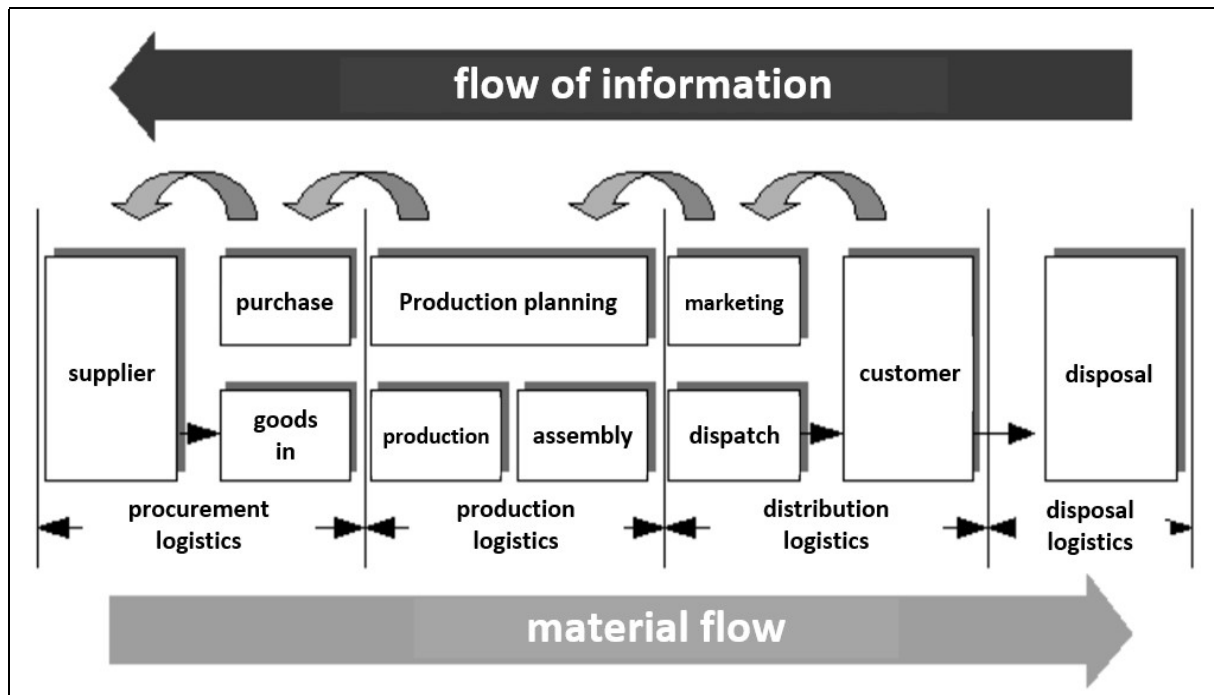 flow of information
purchase
Production planning
marketing
supplier
customer
disposal
goods
in
production
assembly
dispatch
procurement
logistics
production
logistics
distribution
logistics
disposal
logistics
material flow